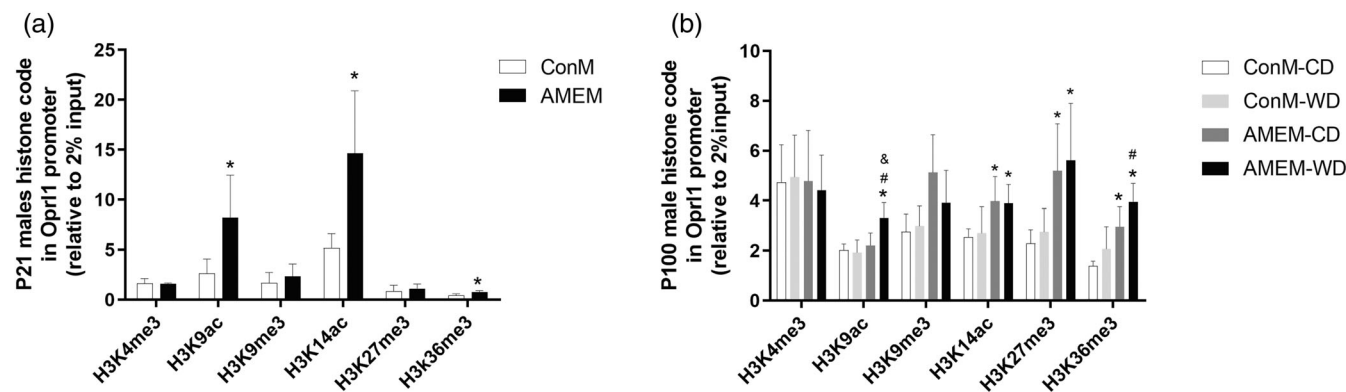 (a)
P21 males histone code
in Oprl1 promoter
(relative to 2% input)
25
20
15
10
5
0
*
*
*
H3K4me3
H3K9ac
H3K9me3
H3K14ac
H3K27me3
H3k36me3
ConM
AMEM
(b)
P100 male histone code
in Oprl1 promoter
(relative to 2%input)
10
8
6
4
2
0
&
#
*
*
*
*
*
*
#
*
H3K4me3
H3K9ac
H3K9me3
H3K14ac
H3K27me3
H3k36me3
ConM-CD
ConM-WD
AMEM-CD
AMEM-WD